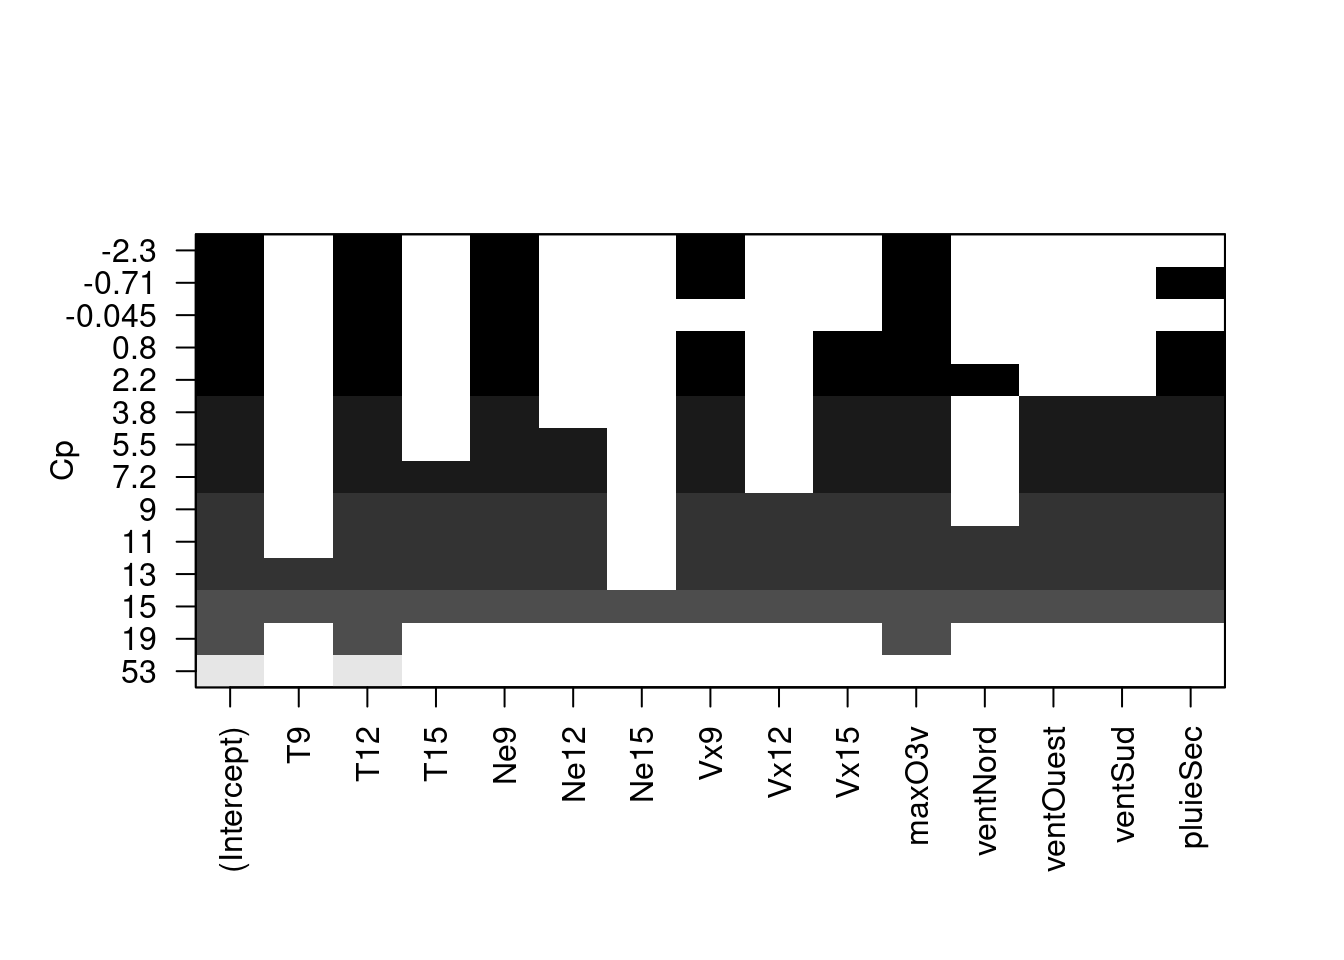 -2.3
-0.71
-0.045
0.8
2.2
3.8
5.5
7.2
9
11
13
15
19
53
Cp
(Intercept)
T9
T12
T15
Ne9
Ne12
Ne15
Vx9
Vx12
Vx15
maxO3v
ventNord
ventOuest
ventSud
pluieSec